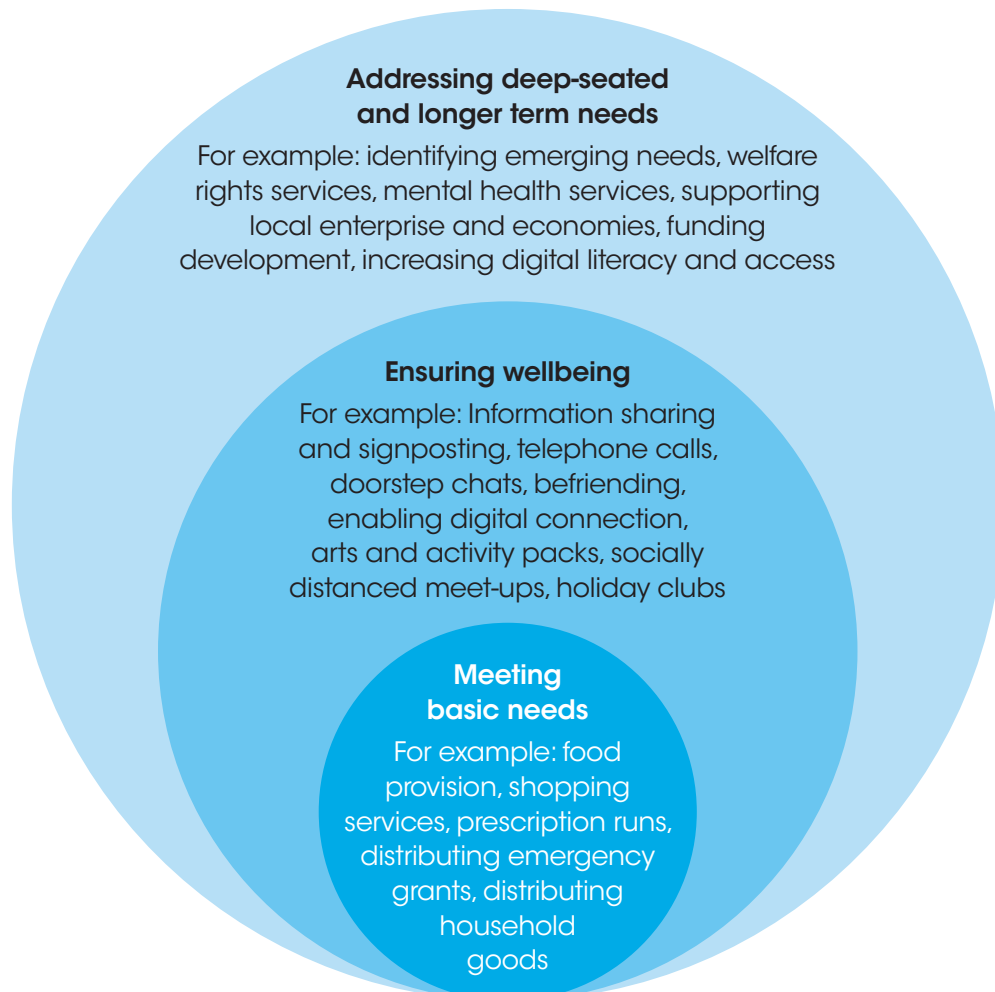 Addressing deep-seated
and longer term needs
For example: identifying emerging needs, welfare
rights services, mental health services, supporting
local enterprise and economies, funding
development, increasing digital literacy and access
Ensuring wellbeing
For example: Information sharing
and signposting, telephone calls,
doorstep chats, befriending,
enabling digital connection,
arts and activity packs, socially
distanced meet-ups, holiday clubs
Meeting
basic needs
For example: food
provision, shopping
services, prescription runs,
distributing emergency
grants, distributing
household
goods